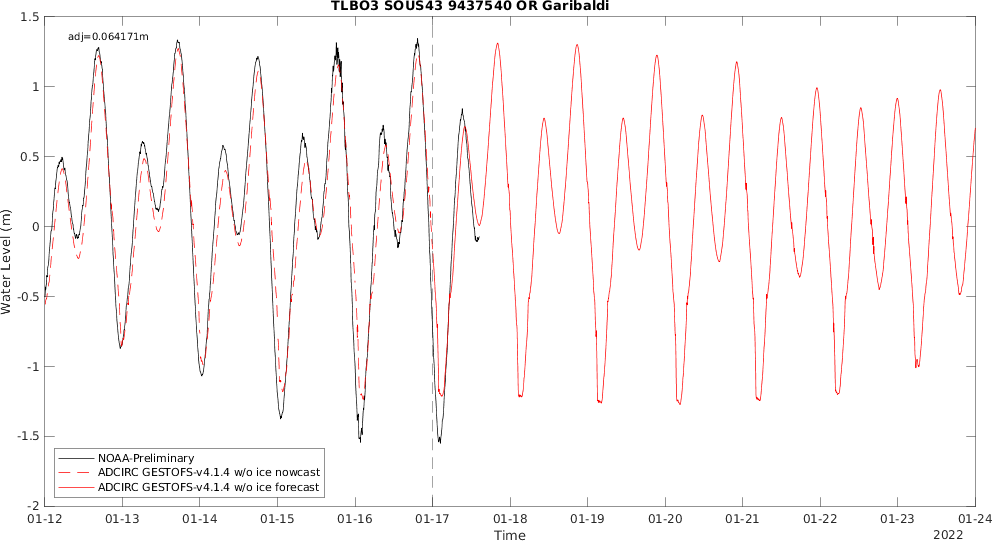 TLBO3 SOUS43 9437540 OR Garibaldi
adj=0.064171m
1.5
1
0.5
0
-0.5
-1
-1.5
-2
Water Level (m)
NOAA-Preliminary
ADCIRC GESTOFS-v4.1.4 w/o ice nowcast
ADCIRC GESTOFS-v4.1.4 w/o ice forecast
01-12 01-13 01-14 01-15 01-16 01-17 01-18 01-19 01-20 01-21 01-22 01-23 01-24
Time
2022